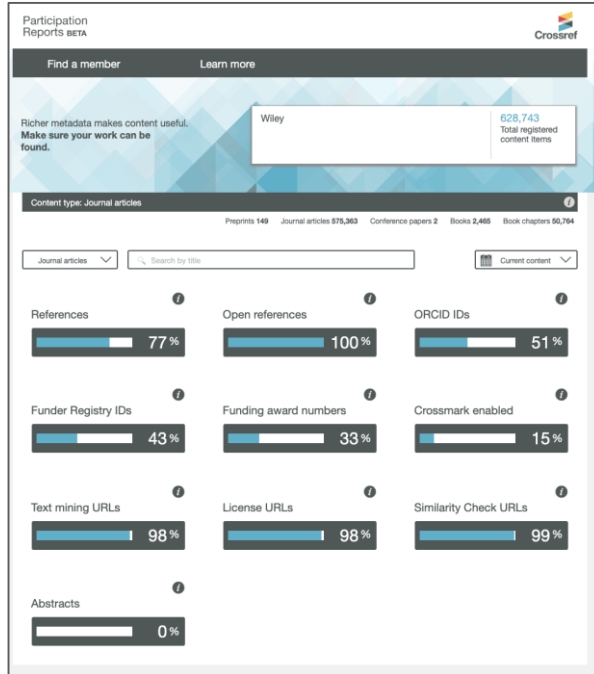 Participation
Reports BETA
Crossref
Find a member
Learn more
Richer metadata makes content useful.
Make sure your work can be
found.
Wiley
628,743
Total registered
content items
Content type: Journal articles
Preprints 149 Journal articles 575,363 Conference papers 2 Books 2,465 Book chapters 50,764
Journal articles
Search by title
Current content
References
77 %
Open references
100 %
ORCID IDs
51 %
Funder Registry IDs
43 %
Funding award numbers
33 %
Crossmark enabled
15 %
Text mining URLs
98 %
License URLs
98 %
Similarity Check URLs
99 %
Abstracts
0 %